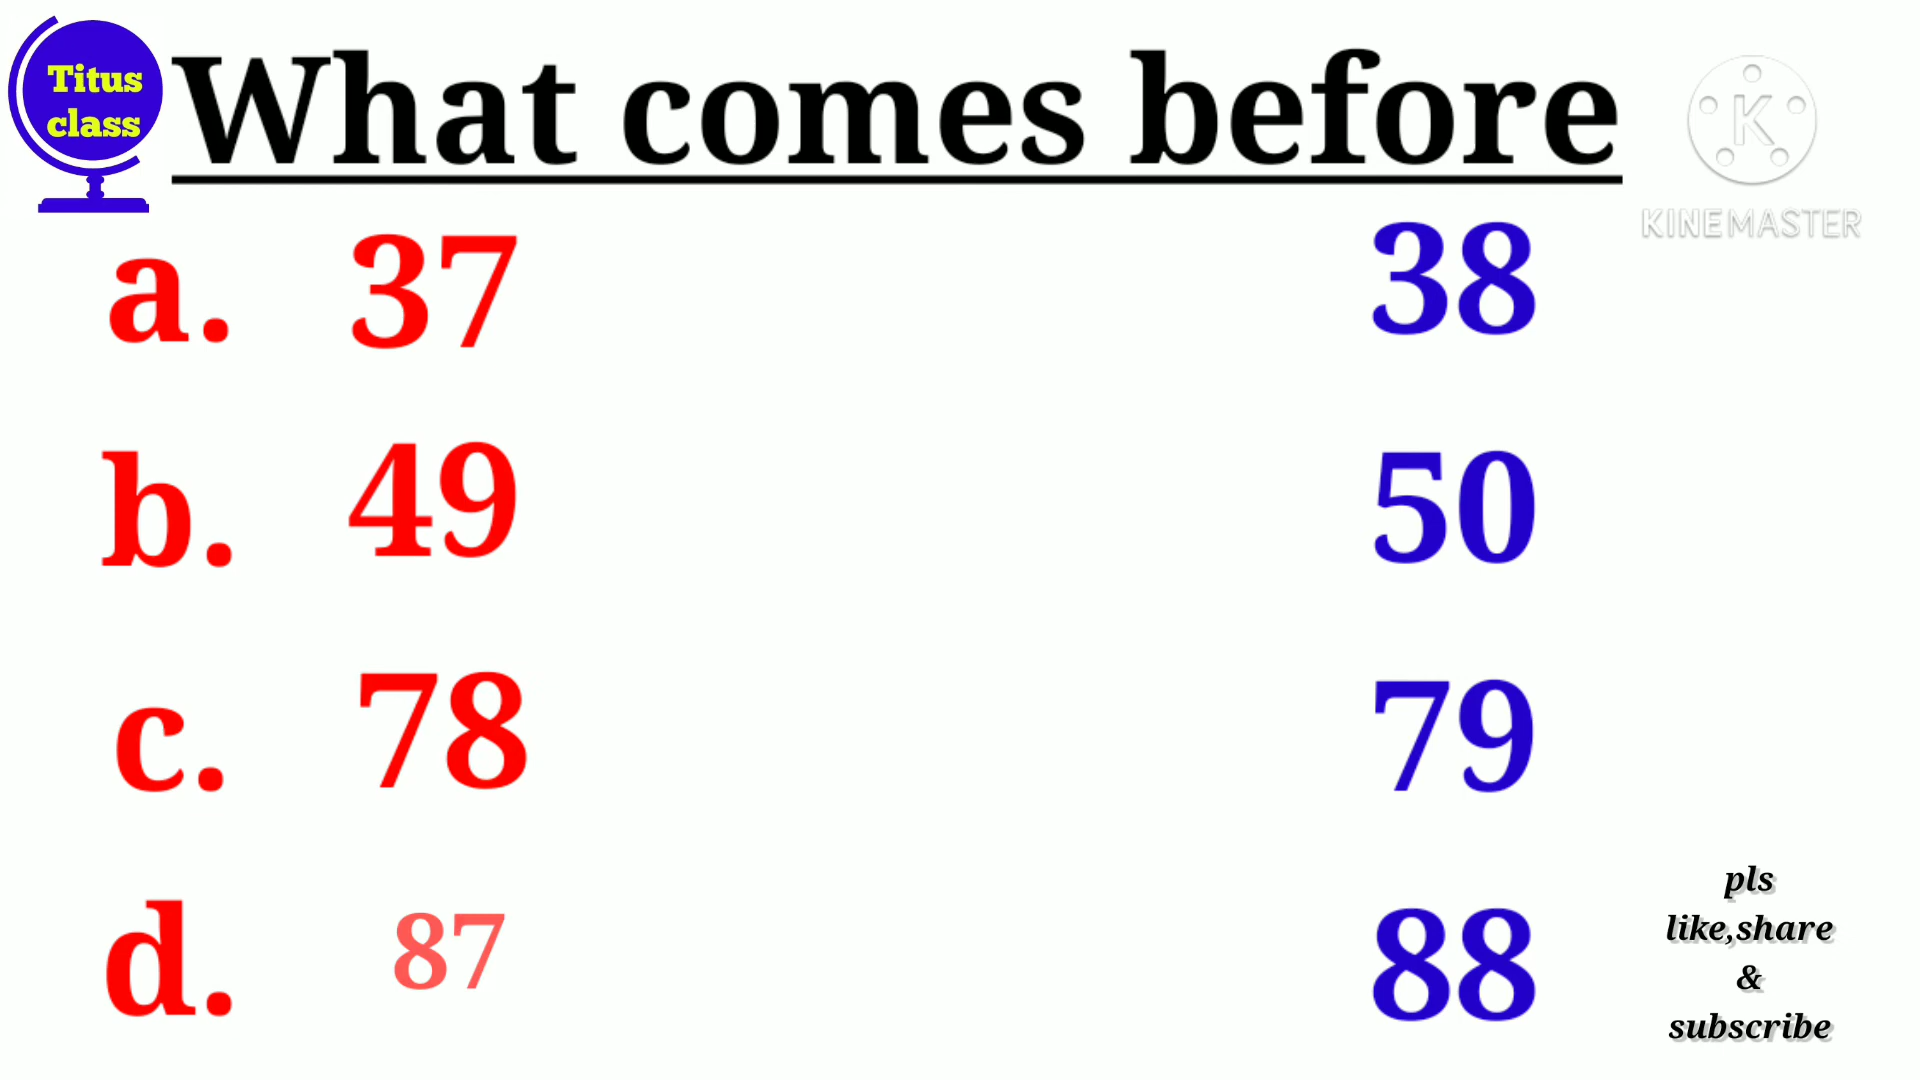 Titus
class
What comes before
K
KINEMASTER
a. 37 38
b. 49 50
c. 78 79
d. 87 88
pls
like,share
&
subscribe